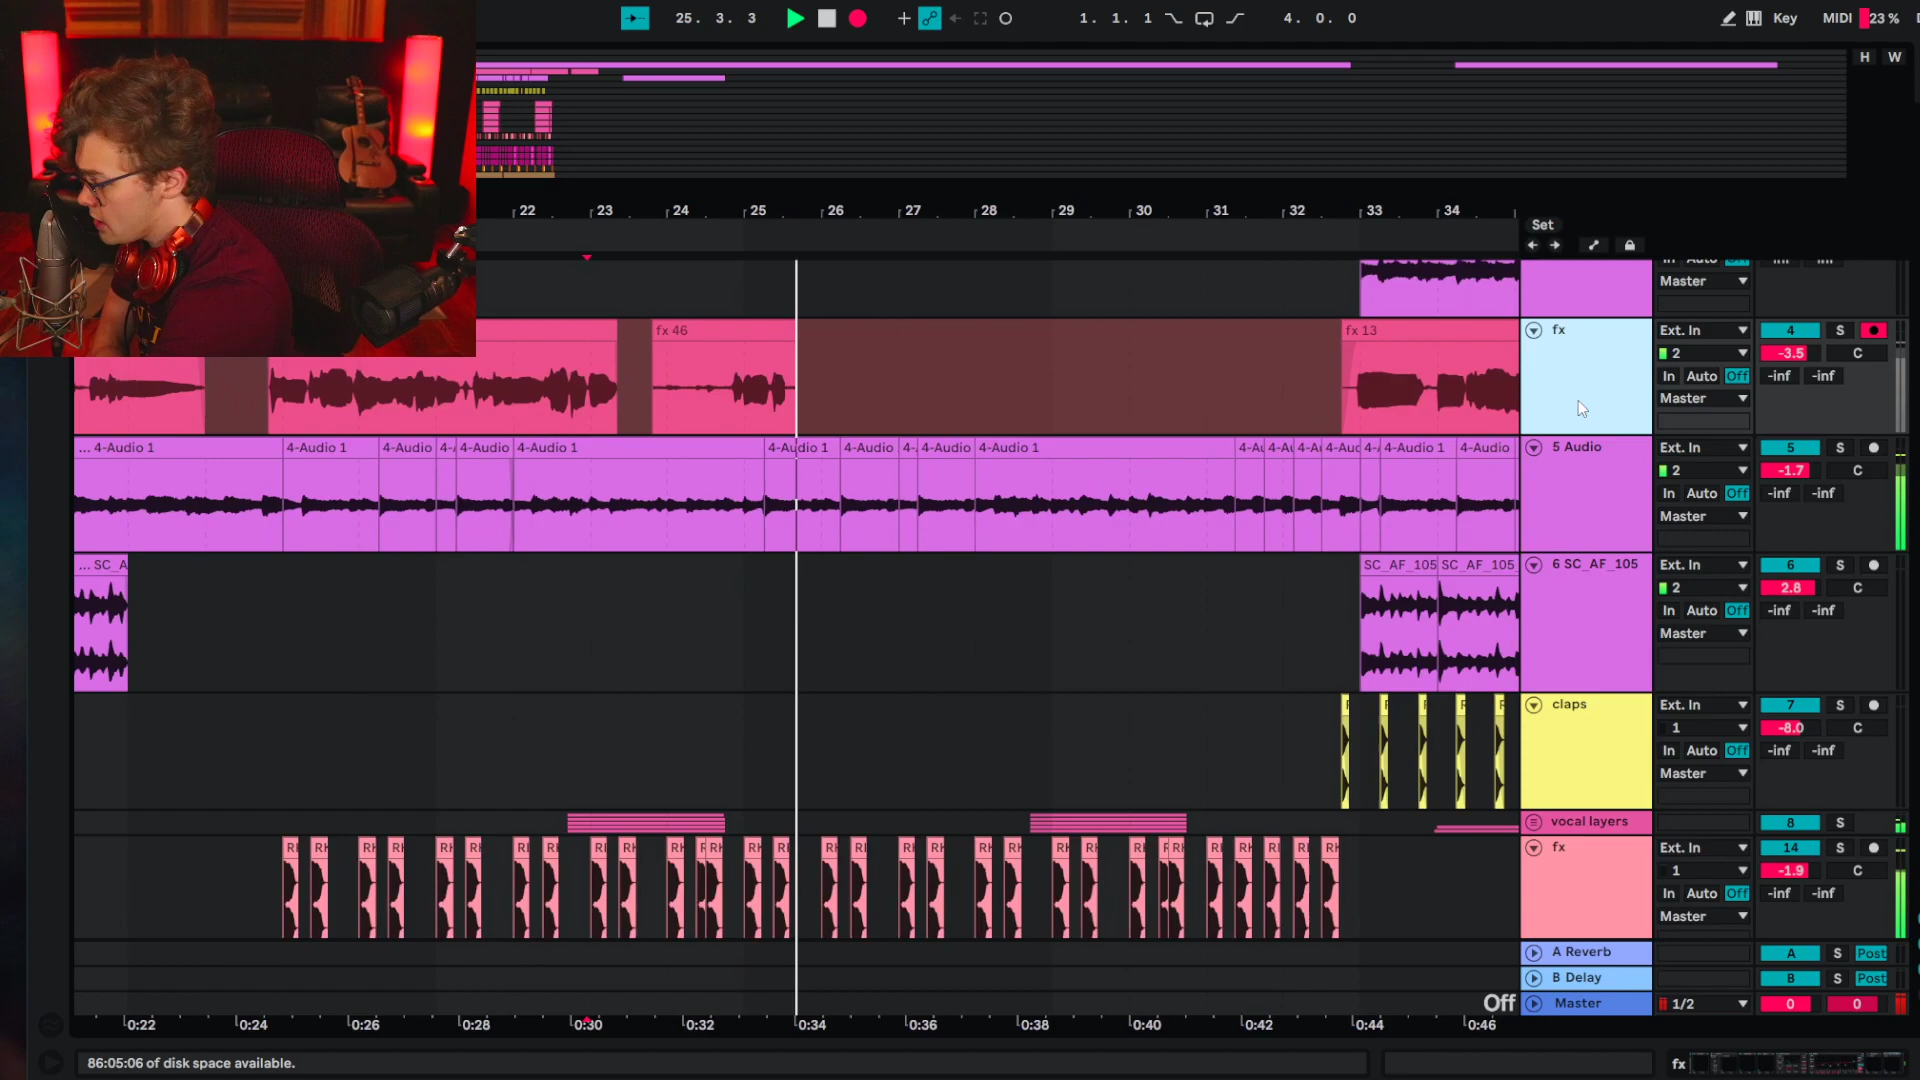 25. 3. 3
1. 1. 1
4. 0. 0
Key
MIDI
23 %
H W
22 23 24 25 26 27 28 29 30 31 32 33 34
Set
Master
fx 46
fx 13
fx
Ext. In
4
S
2
-3.5
C
In Auto Off
-inf -inf
Master
... 4-Audio 1
4-Audio 1
4-Audio
4-Audio
4-Audio 1
4-Audio 1
4-Audio
4-Audio
4-Audio 1
4-Audio 1
4-Audio
5 Audio
Ext. In
5
S
2
-1.7
C
In Auto Off
-inf -inf
Master
... SC_A
SC_AF_105
SC_AF_105
6 SC_AF_105
Ext. In
6
S
2
2.8
C
In Auto Off
-inf -inf
Master
claps
Ext. In
7
S
1
-8.0
C
In Auto Off
-inf -inf
Master
vocal layers
8
S
fx
Ext. In
14
S
1
-1.9
C
In Auto Off
-inf -inf
Master
A Reverb
A
S
Post
B Delay
B
S
Post
Off
Master
1/2
0
0
0:22 0:24 0:26 0:28 0:30 0:32 0:34 0:36 0:38 0:40 0:42 0:44 0:46
86:05:06 of disk space available.
fx